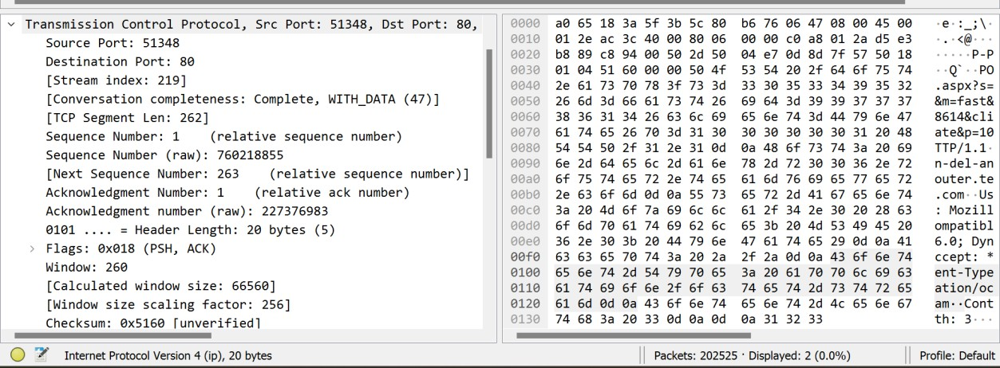 Transmission Control Protocol, Src Port: 51348, Dst Port: 80,
Source Port: 51348
Destination Port: 80
[Stream index: 219]
[Conversation completeness: Complete, WITH_DATA (47)]
[TCP Segment Len: 262]
Sequence Number: 1    (relative sequence number)
Sequence Number (raw): 760218855
[Next Sequence Number: 263    (relative sequence number)]
Acknowledgment Number: 1    (relative ack number)
Acknowledgment number (raw): 227376983
0101 .... = Header Length: 20 bytes (5)
Flags: 0x018 (PSH, ACK)
Window: 260
[Calculated window size: 66560]
[Window size scaling factor: 256]
Checksum: 0x5160 [unverified]
0000 a0 65 18 3a 5f 3b 5c 80 b6 76 06 47 08 00 45 00 ·e·:_;\·
0010 01 2e ac 3c 40 00 80 06 00 00 c0 a8 01 2a d5 e3 ·.·<@···
0020 b8 89 c8 94 00 50 2d 50 04 e7 0d 8d 7f 57 50 18 ·····P-P
0030 01 04 51 60 00 00 50 4f 53 54 20 2f 64 6f 75 74 ··Q`··PO
0040 2e 61 73 70 78 3f 73 3d 33 30 35 33 34 39 35 32 .aspx?s=
0050 26 6d 3d 66 61 73 74 26 69 64 3d 39 39 37 37 37 &m=fast&
0060 38 36 31 34 26 63 6c 69 65 6e 74 3d 44 79 6e 47 8614&cli
0070 61 74 65 26 70 3d 31 30 30 30 30 30 30 31 20 48 ate&p=10
0080 54 54 50 2f 31 2e 31 0d 0a 48 6f 73 74 3a 20 69 TTP/1.1·
0090 6e 2d 64 65 6c 2d 61 6e 78 2d 72 30 30 36 2e 72 n-del-an
00a0 6f 75 74 65 72 2e 74 65 61 6d 76 69 65 77 65 72 outer.te
00b0 2e 63 6f 6d 0d 0a 55 73 65 72 2d 41 67 65 6e 74 .com··Us
00c0 3a 20 4d 6f 7a 69 6c 6c 61 2f 34 2e 30 20 28 63 : Mozill
00d0 6f 6d 70 61 74 69 62 6c 65 3b 20 4d 53 49 45 20 ompatibl
00e0 36 2e 30 3b 20 44 79 6e 47 61 74 65 29 0d 0a 41 6.0; Dyn
00f0 63 63 65 70 74 3a 20 2a 2f 2a 0d 0a 43 6f 6e 74 ccept: *
0100 65 6e 74 2d 54 79 70 65 3a 20 61 70 70 6c 69 63 ent-Type
0110 61 74 69 6f 6e 2f 6f 63 74 65 74 2d 73 74 72 65 ation/oc
0120 61 6d 0d 0a 43 6f 6e 74 65 6e 74 2d 4c 65 6e 67 am··Cont
0130 74 68 3a 20 33 0d 0a 0d 0a 31 32 33 th: 3···
Internet Protocol Version 4 (ip), 20 bytes
Packets: 202525 · Displayed: 2 (0.0%)
Profile: Default